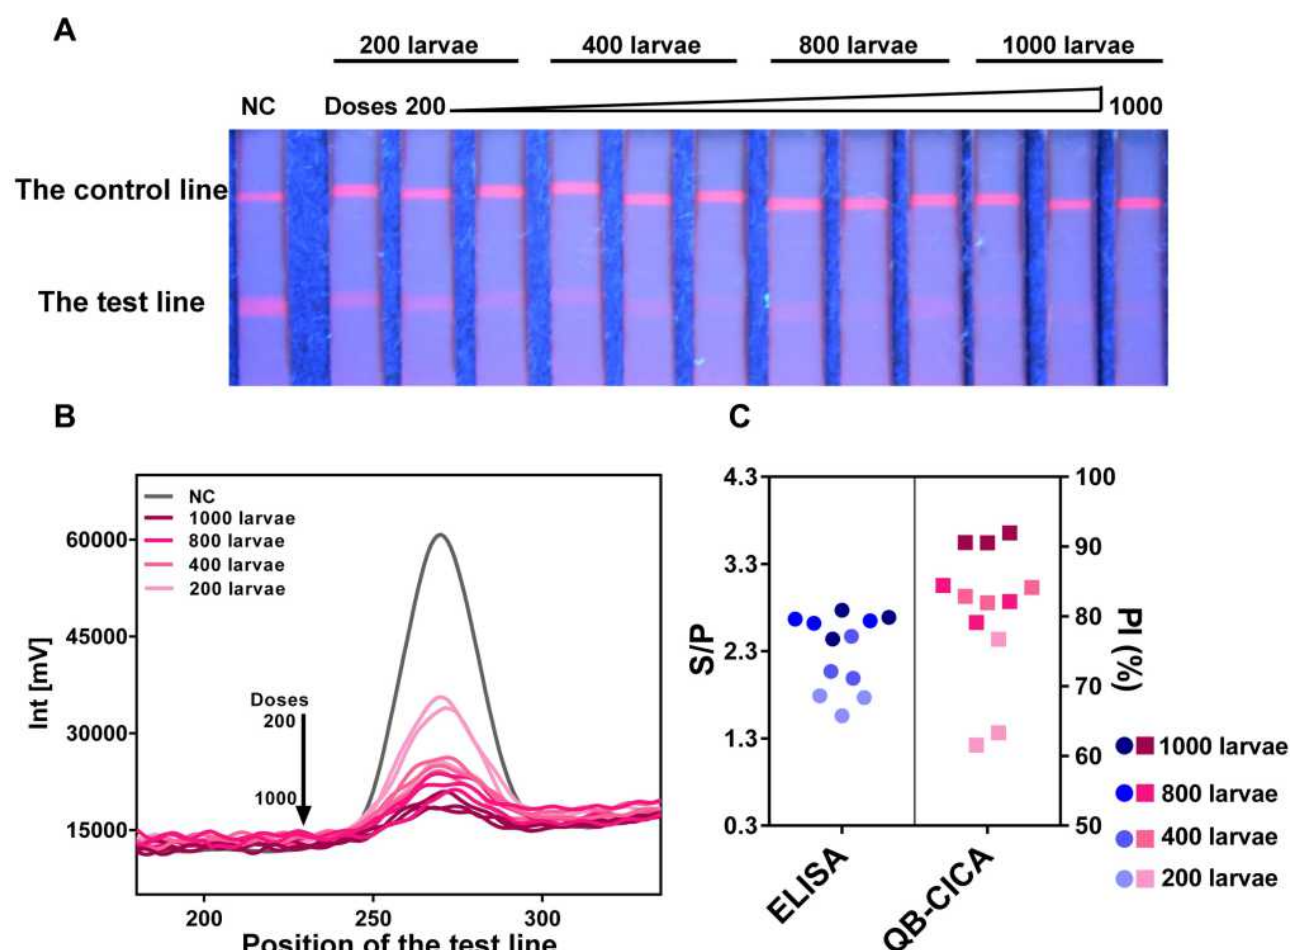 A
200 larvae 400 larvae 800 larvae 1000 larvae
NC Doses 200 1000
The control line
The test line
B
NC
1000 larvae
800 larvae
400 larvae
200 larvae
60000
45000
30000
15000
Int [mV]
Doses
200
1000
200 250 300
Position of the test line
C
4.3
3.3
2.3
1.3
0.3
S/P
100
90
80
70
60
50
PI (%)
ELISA
QB-CICA
1000 larvae
800 larvae
400 larvae
200 larvae